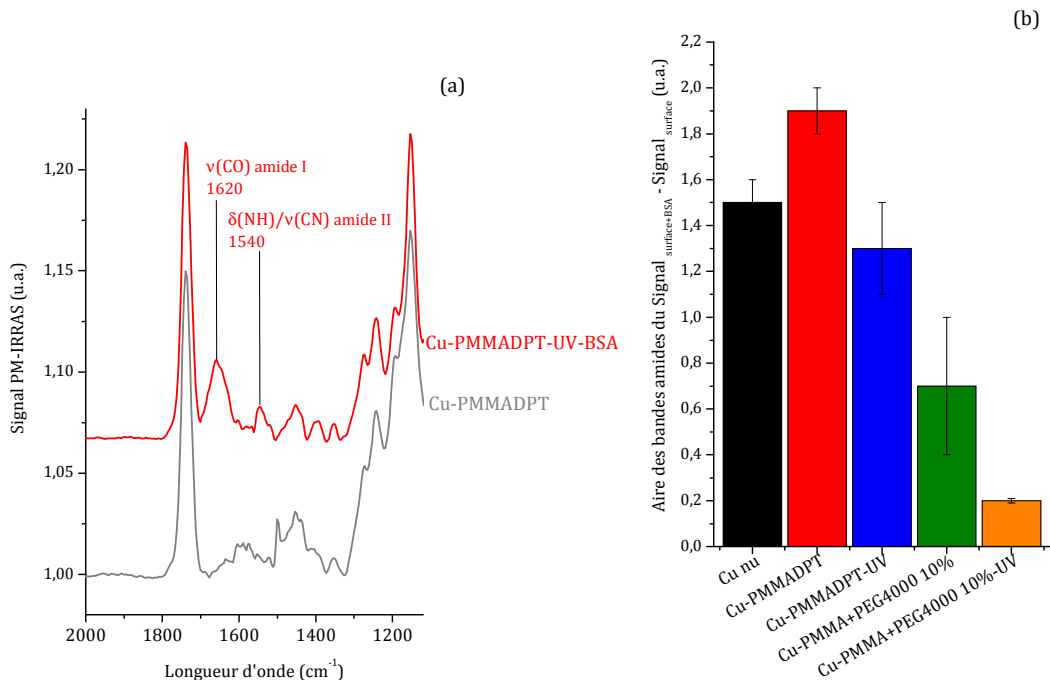 (a)
Signal PM-IRRAS (u.a.)
1,20
1,15
1,10
1,05
1,00
ν(CO) amide I
1620
δ(NH)/ν(CN) amide II
1540
Cu-PMMADPT-UV-BSA
Cu-PMMADPT
2000 1800 1600 1400 1200
Longueur d'onde (cm⁻¹)
(b)
Aire des bandes amides du Signal surface+BSA - Signal surface (u.a.)
2,2
2,0
1,8
1,6
1,4
1,2
1,0
0,8
0,6
0,4
0,2
0,0
Cu nu
Cu-PMMADPT
Cu-PMMADPT-UV
Cu-PMMA+PEG4000 10%
Cu-PMMA+PEG4000 10%-UV